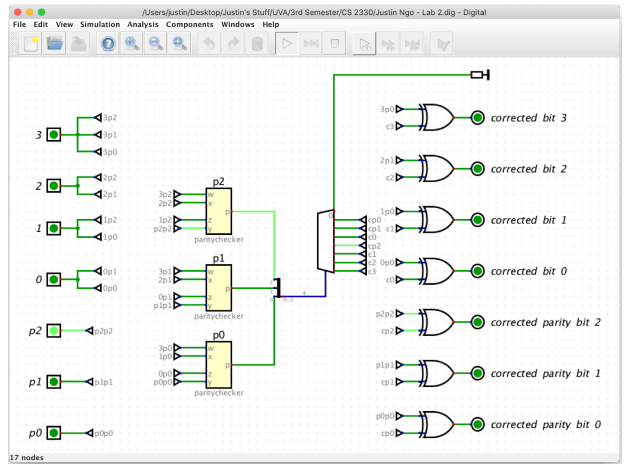 /Users/justin/Desktop/Justin's Stuff/UVA/3rd Semester/CS 2330/Justin Ngo - Lab 2.dig - Digital
File Edit View Simulation Analysis Components Windows Help
3
3p2
3p1
3p0
2
2p2
2p1
1
1p2
1p0
0
0p1
0p0
p2
p2p2
p1
p1p1
p0
p0p0
p2
3p2
2p2
1p2
p2p2
w
x
z
y
p
paritychecker
p1
3p1
2p1
0p1
p1p1
w
x
z
y
p
paritychecker
p0
3p0
1p0
0p0
p0p0
w
x
z
y
p
paritychecker
4
0
cp0
cp1
c0
cp2
c1
c2
c3
3p0
c3
corrected bit 3
2p1
c2
corrected bit 2
1p0
c1
corrected bit 1
0p0
c0
corrected bit 0
p2p2
cp2
corrected parity bit 2
p1p1
cp1
corrected parity bit 1
p0p0
cp0
corrected parity bit 0
17 nodes